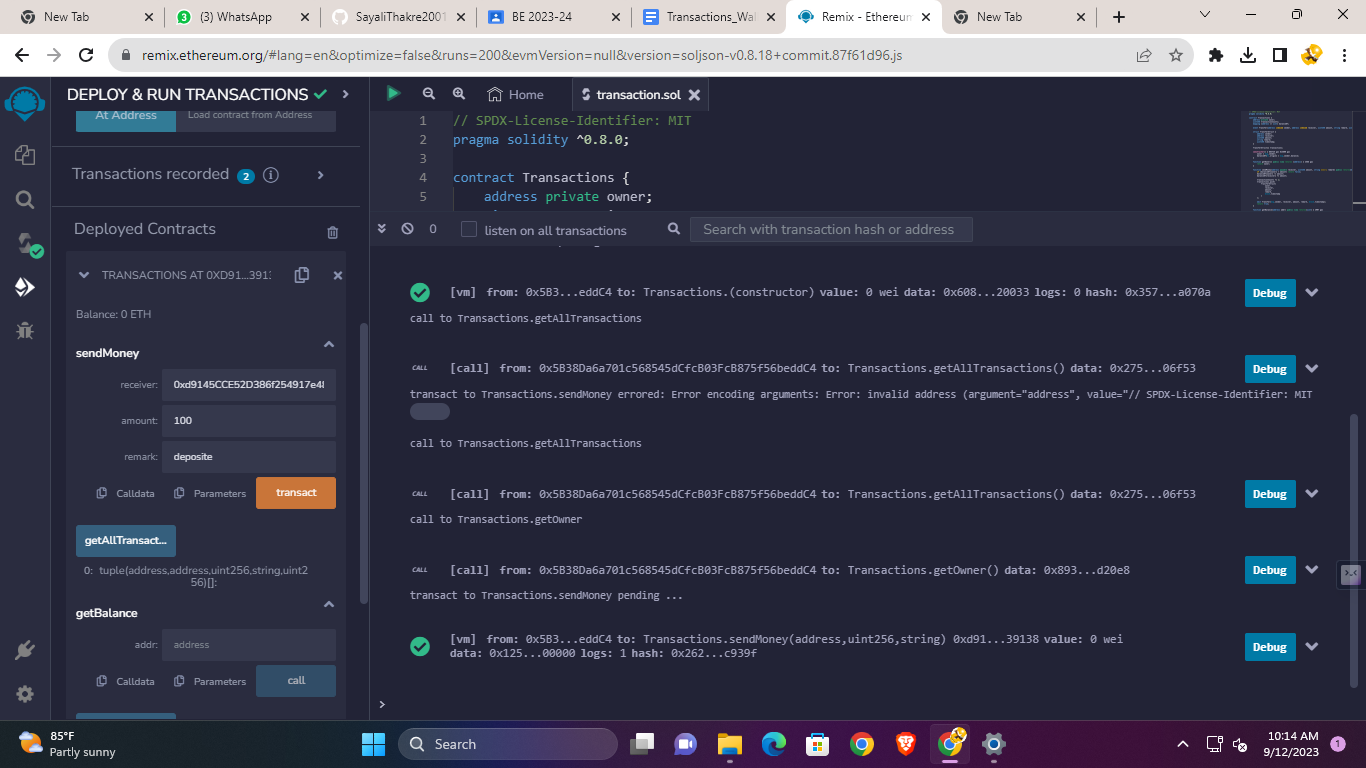 New Tab
(3) WhatsApp
SayaliThakre2001
BE 2023-24
Transactions_Wal
Remix - Ethereum
New Tab
remix.ethereum.org/#lang=en&optimize=false&runs=200&evmVersion=null&version=soljson-v0.8.18+commit.87f61d96.js
DEPLOY & RUN TRANSACTIONS
At Address
Load contract from Address
Transactions recorded 2 i
Deployed Contracts
TRANSACTIONS AT 0XD91...3913
Balance: 0 ETH
sendMoney
receiver: 0xd9145CCE52D386f254917e48
amount: 100
remark: deposite
Calldata Parameters transact
getAllTransact...
0: tuple(address,address,uint256,string,uint2
56)[]:
getBalance
addr: address
Calldata Parameters call
Home
transaction.sol
1 // SPDX-License-Identifier: MIT
2 pragma solidity ^0.8.0;
3
4 contract Transactions {
5 address private owner;
0 listen on all transactions Search with transaction hash or address
[vm] from: 0x5B3...eddC4 to: Transactions.(constructor) value: 0 wei data: 0x608...20033 logs: 0 hash: 0x357...a070a Debug
call to Transactions.getAllTransactions
CALL [call] from: 0x5B38Da6a701c568545dCfcB03FcB875f56beddC4 to: Transactions.getAllTransactions() data: 0x275...06f53 Debug
transact to Transactions.sendMoney errored: Error encoding arguments: Error: invalid address (argument="address", value="// SPDX-License-Identifier: MIT
call to Transactions.getAllTransactions
CALL [call] from: 0x5B38Da6a701c568545dCfcB03FcB875f56beddC4 to: Transactions.getAllTransactions() data: 0x275...06f53 Debug
call to Transactions.getOwner
CALL [call] from: 0x5B38Da6a701c568545dCfcB03FcB875f56beddC4 to: Transactions.getOwner() data: 0x893...d20e8 Debug
transact to Transactions.sendMoney pending ...
[vm] from: 0x5B3...eddC4 to: Transactions.sendMoney(address,uint256,string) 0xd91...39138 value: 0 wei
data: 0x125...00000 logs: 1 hash: 0x262...c939f Debug
>
85°F
Partly sunny
Search
10:14 AM
9/12/2023
1